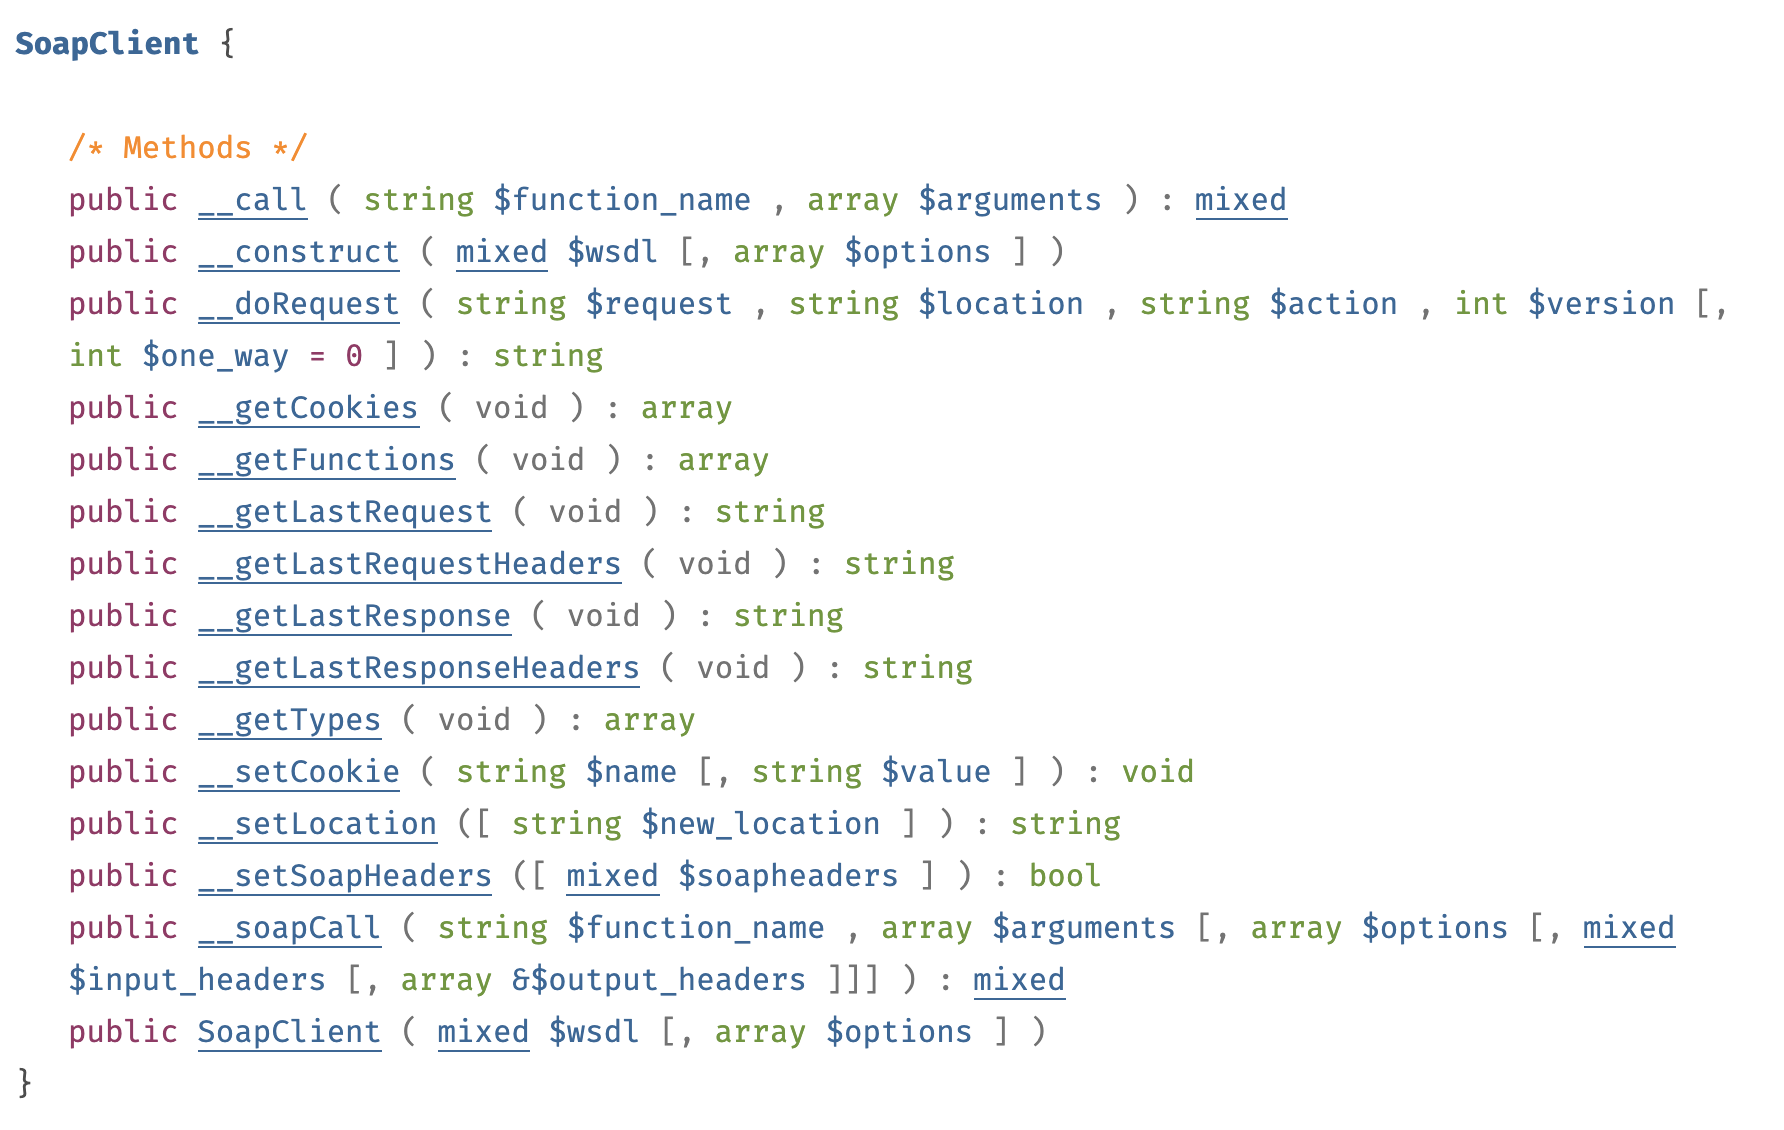 SoapClient {
/* Methods */
public __call ( string $function_name , array $arguments ) : mixed
public __construct ( mixed $wsdl [, array $options ] )
public __doRequest ( string $request , string $location , string $action , int $version [,
int $one_way = 0 ] ) : string
public __getCookies ( void ) : array
public __getFunctions ( void ) : array
public __getLastRequest ( void ) : string
public __getLastRequestHeaders ( void ) : string
public __getLastResponse ( void ) : string
public __getLastResponseHeaders ( void ) : string
public __getTypes ( void ) : array
public __setCookie ( string $name [, string $value ] ) : void
public __setLocation ([ string $new_location ] ) : string
public __setSoapHeaders ([ mixed $soapheaders ] ) : bool
public __soapCall ( string $function_name , array $arguments [, array $options [, mixed
$input_headers [, array &$output_headers ]]] ) : mixed
public SoapClient ( mixed $wsdl [, array $options ] )
}